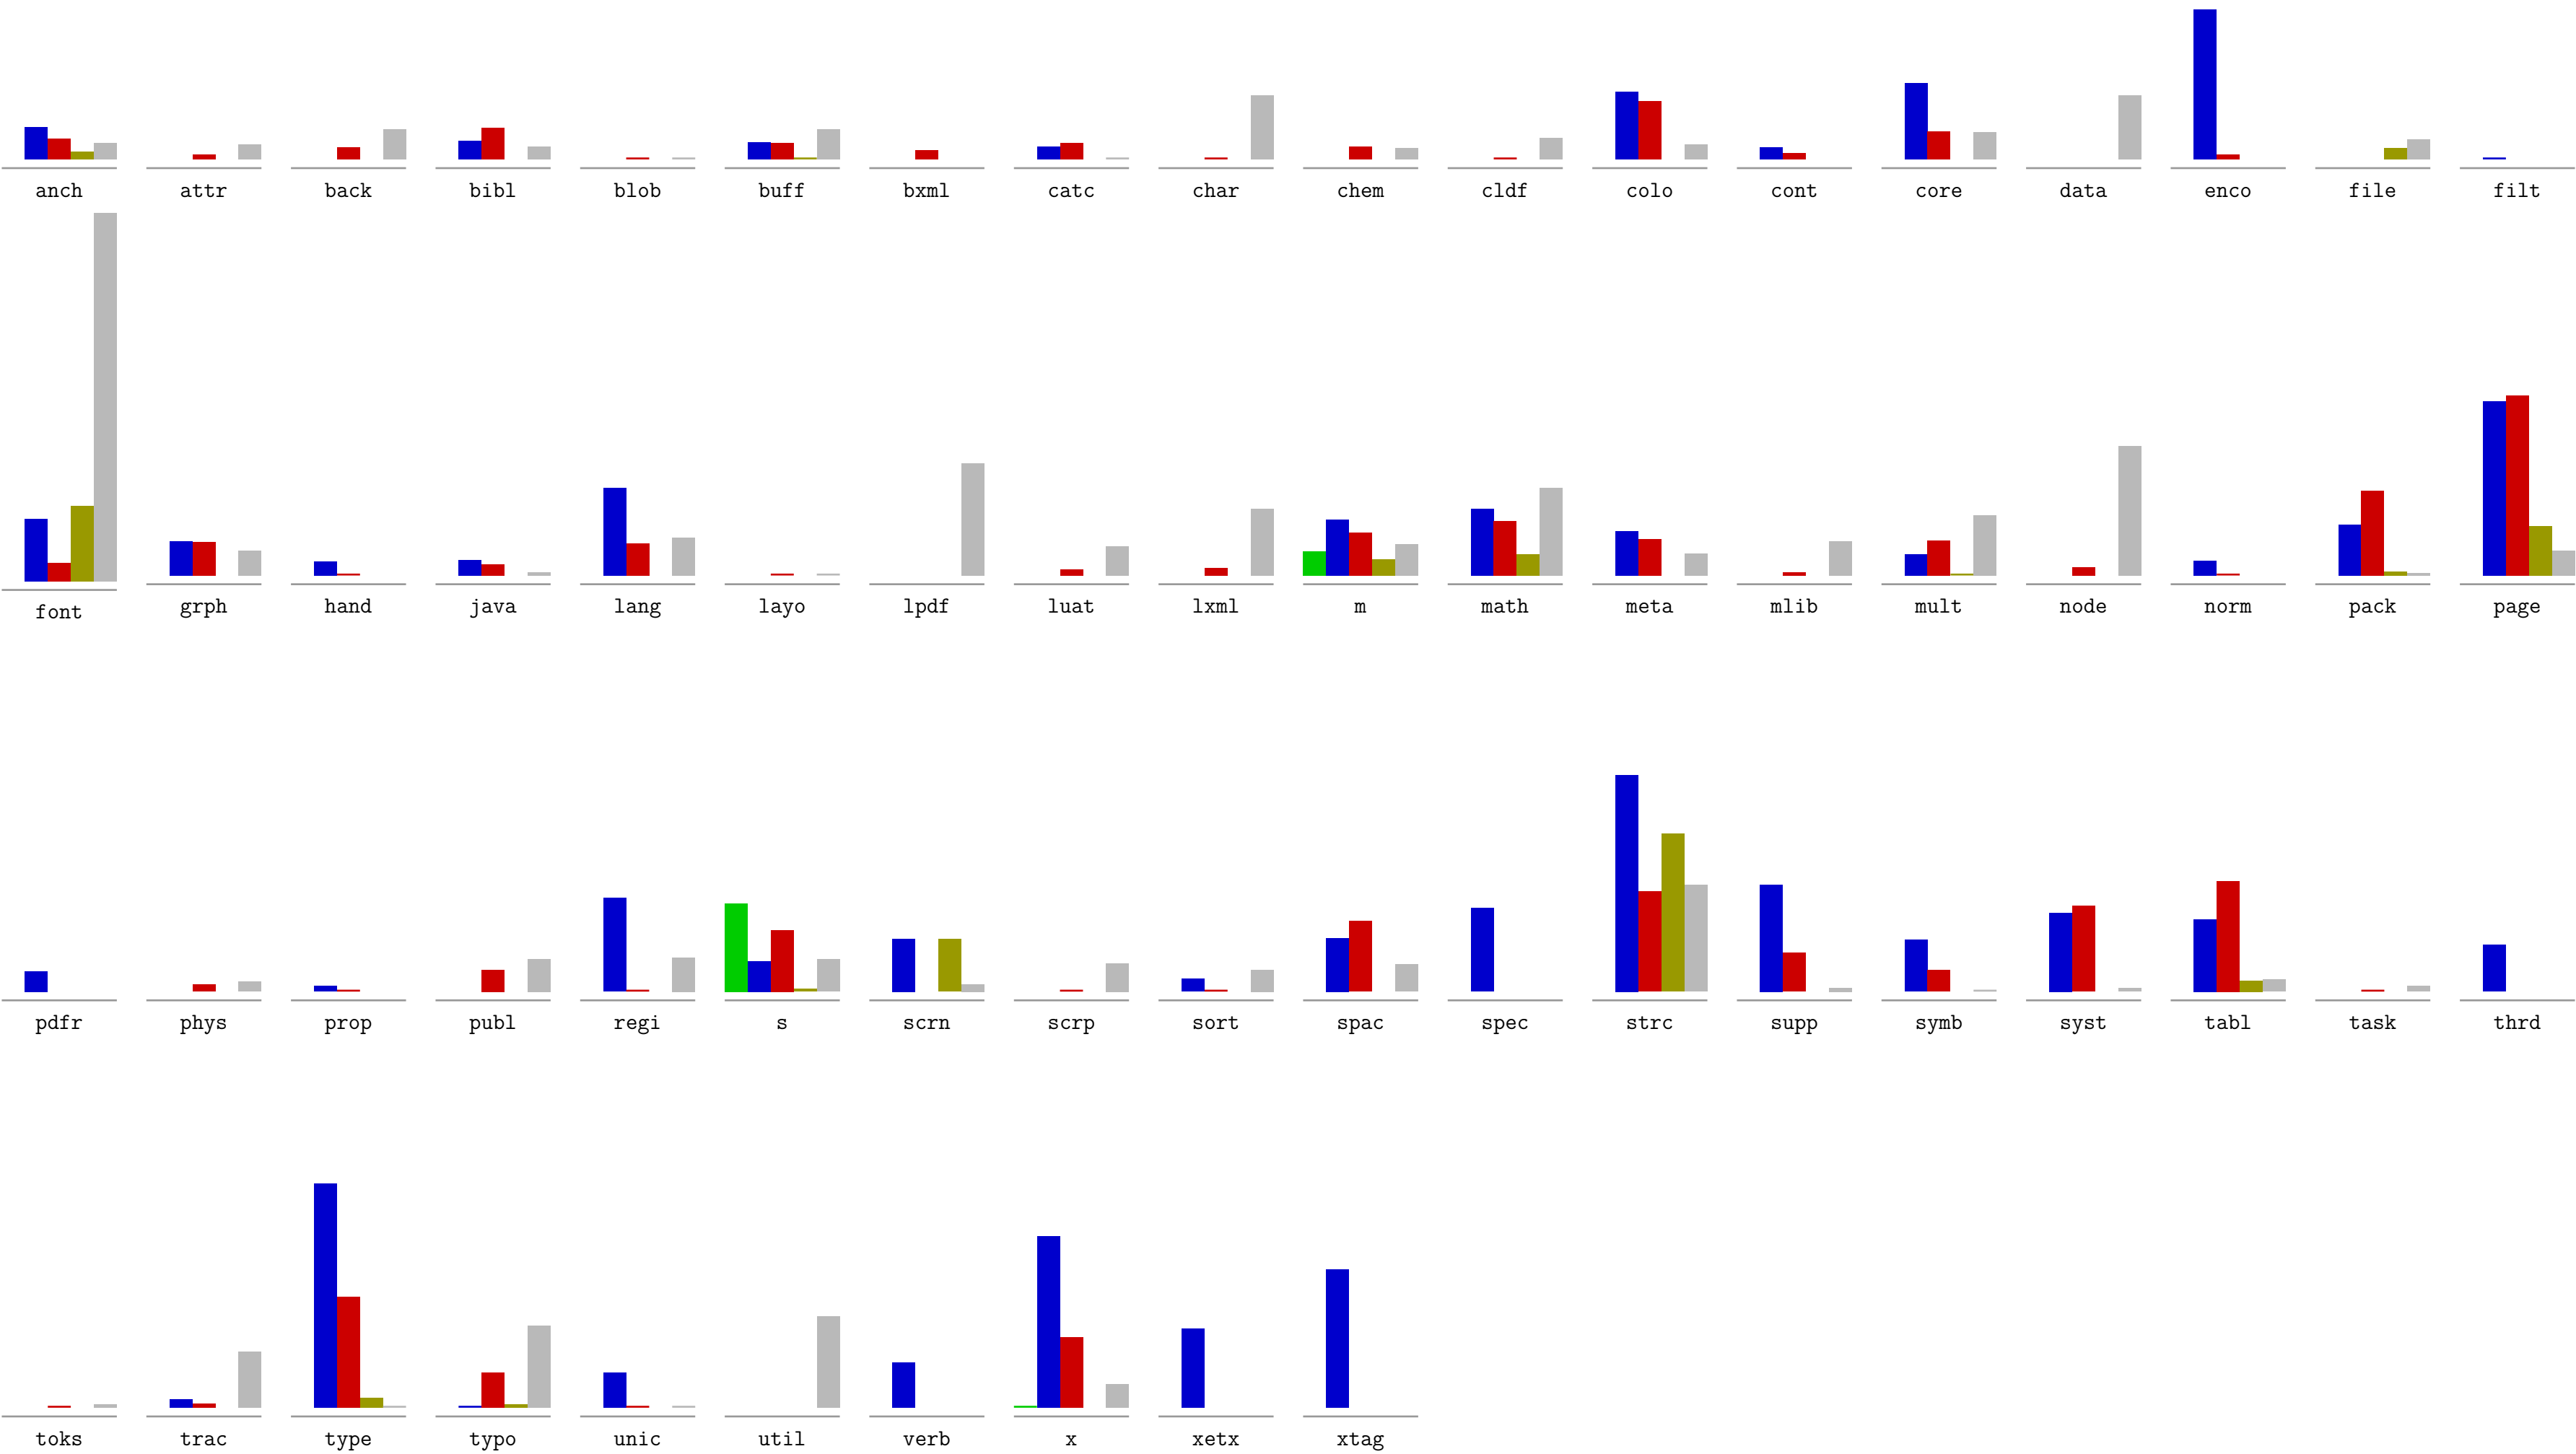 anch attr back bibl blob buff bxml catc char chem cldf colo cont core data enco file filt
font grph hand java lang layo lpdf luat lxml m math meta mlib mult node norm pack page
pdfr phys prop publ regi s scrn scrp sort spac spec strc supp symb syst tabl task thrd
toks trac type typo unic util verb x xetx xtag